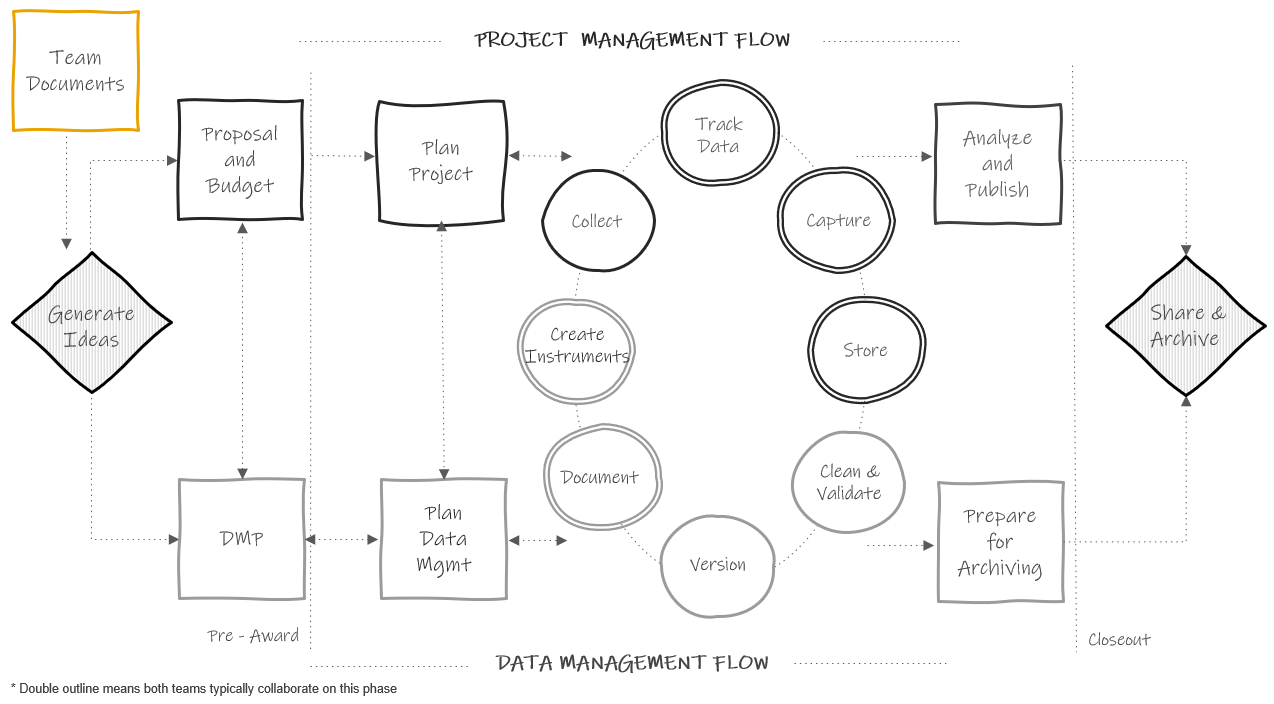 PROJECT MANAGEMENT FLOW
Team
Documents
Proposal
and
Budget
Plan
Project
Track
Data
Analyze
and
Publish
Collect
Capture
Generate
Ideas
Create
Instruments
Store
Share &
Archive
Document
Clean &
Validate
DMP
Plan
Data
Mgmt
Version
Prepare
for
Archiving
Pre - Award
Closeout
DATA MANAGEMENT FLOW
* Double outline means both teams typically collaborate on this phase